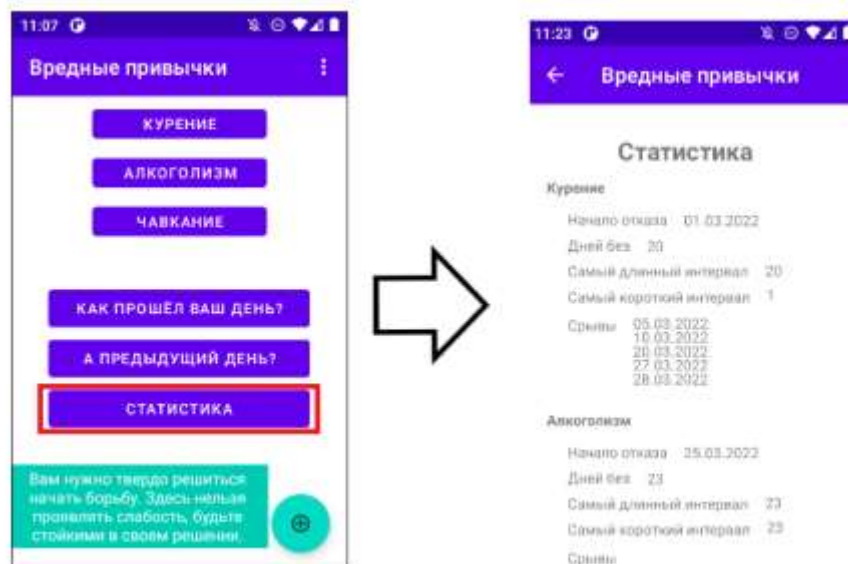 11:07
Вредные привычки
КУРЕНИЕ
АЛКОГОЛИЗМ
ЧАВКАНИЕ
КАК ПРОШЁЛ ВАШ ДЕНЬ?
А ПРЕДЫДУЩИЙ ДЕНЬ?
СТАТИСТИКА
Вам нужно твердо решиться
начать борьбу. Здесь нельзя
проявлять слабость, будьте
стойкими в своем решении.
11:23
Вредные привычки
Статистика
Курение
Начало отказа 01.03.2022
Дней без 20
Самый длинный интервал 20
Самый короткий интервал 1
Срывы 05.03.2022
10.03.2022
20.03.2022
27.03.2022
28.03.2022
Алкоголизм
Начало отказа 25.03.2022
Дней без 23
Самый длинный интервал 23
Самый короткий интервал 23
Срывы